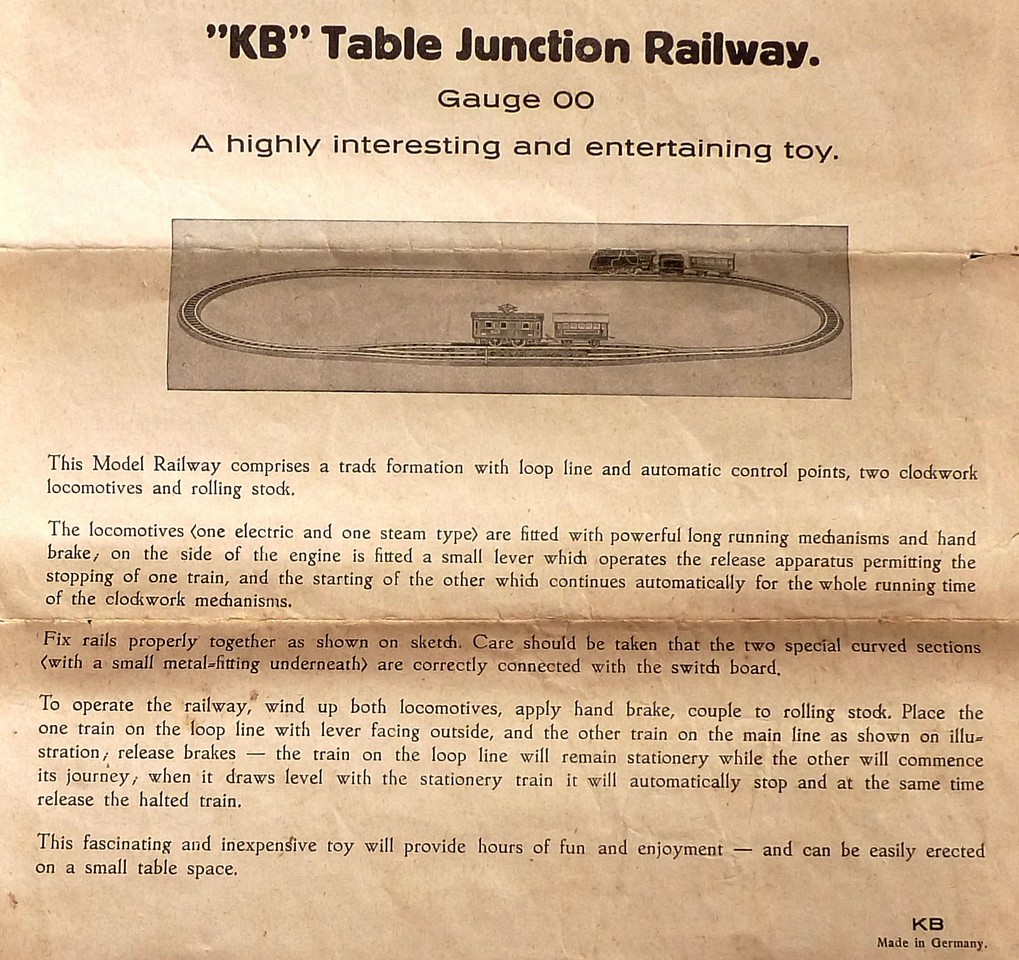 ”KB” Table Junction Railway.
Gauge OO
A highly interesting and entertaining toy.
This Model Railway comprises a track formation with loop line and automatic control points, two clockwork
locomotives and rolling stock.
The locomotives (one electric and one steam type) are fitted with powerful long running mechanisms and hand
brake; on the side of the engine is fitted a small lever which operates the release apparatus permitting the
stopping of one train, and the starting of the other which continues automatically for the whole running time
of the clockwork mechanisms.
Fix rails properly together as shown on sketch. Care should be taken that the two special curved sections
(with a small metal-fitting underneath) are correctly connected with the switch board.
To operate the railway, wind up both locomotives, apply hand brake, couple to rolling stock. Place the
one train on the loop line with lever facing outside, and the other train on the main line as shown on illu-
stration; release brakes — the train on the loop line will remain stationery while the other will commence
its journey; when it draws level with the stationery train it will automatically stop and at the same time
release the halted train.
This fascinating and inexpensive toy will provide hours of fun and enjoyment — and can be easily erected
on a small table space.
KB
Made in Germany.